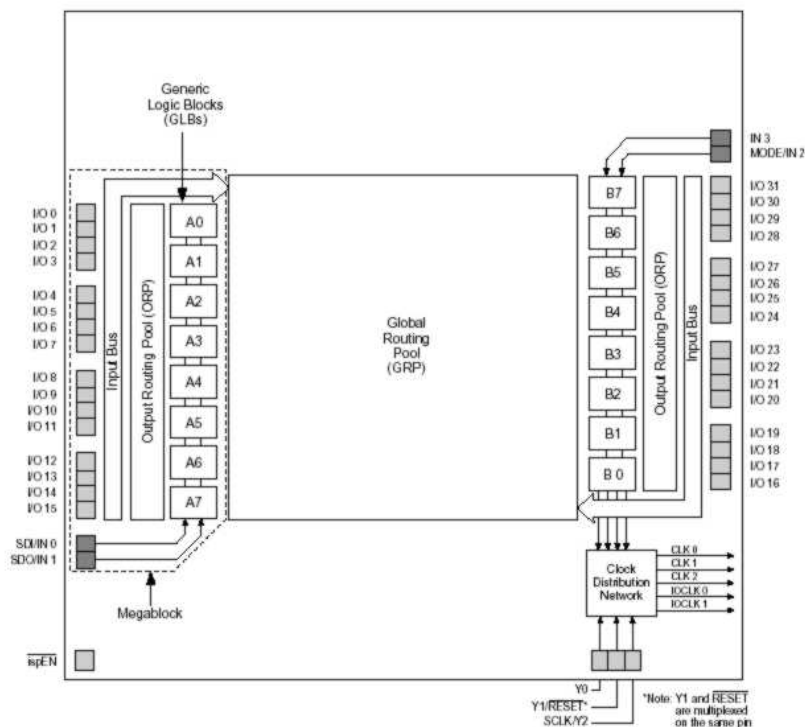 Generic
Logic Blocks
(GLBs)
IN 3
MODE/IN 2
I/O 0
I/O 1
I/O 2
I/O 3
I/O 4
I/O 5
I/O 6
I/O 7
I/O 8
I/O 9
I/O 10
I/O 11
I/O 12
I/O 13
I/O 14
I/O 15
SDI/IN 0
SDO/IN 1
Input Bus
Output Routing Pool (ORP)
A0
A1
A2
A3
A4
A5
A6
A7
Megablock
ispEN
Global
Routing
Pool
(GRP)
B7
B6
B5
B4
B3
B2
B1
B 0
Output Routing Pool (ORP)
Input Bus
I/O 31
I/O 30
I/O 29
I/O 28
I/O 27
I/O 26
I/O 25
I/O 24
I/O 23
I/O 22
I/O 21
I/O 20
I/O 19
I/O 18
I/O 17
I/O 16
Clock
Distribution
Network
CLK 0
CLK 1
CLK 2
IOCLK 0
IOCLK 1
Y0
Y1/RESET*
SCLK/Y2
*Note: Y1 and RESET
are multiplexed
on the same pin